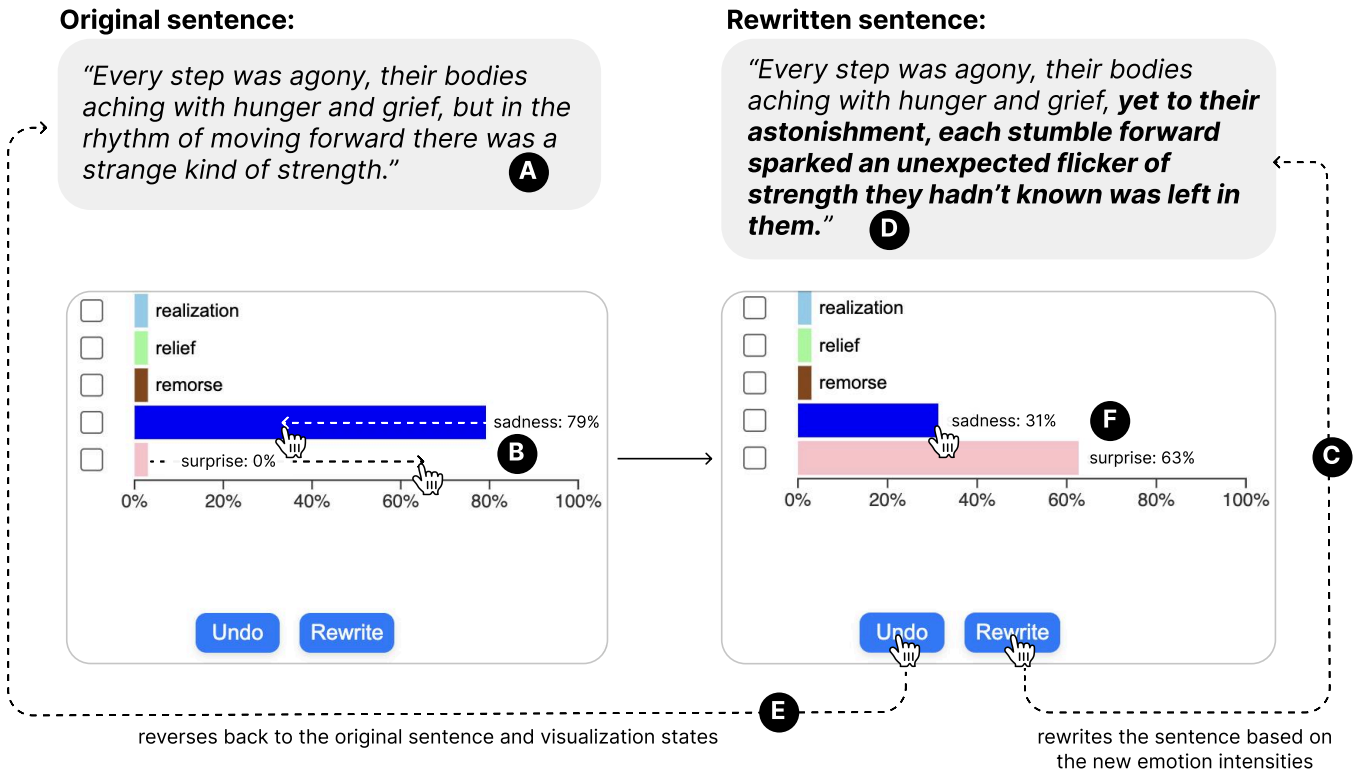 Original sentence:
“Every step was agony, their bodies
aching with hunger and grief, but in the
rhythm of moving forward there was a
strange kind of strength.”
A
Rewritten sentence:
“Every step was agony, their bodies
aching with hunger and grief, yet to their
astonishment, each stumble forward
sparked an unexpected flicker of
strength they hadn’t known was left in
them.”
D
realization
relief
remorse
sadness: 79%
B
surprise: 0%
0% 20% 40% 60% 80% 100%
Undo Rewrite
realization
relief
remorse
sadness: 31%
F
surprise: 63%
0% 20% 40% 60% 80% 100%
Undo Rewrite
C
E
reverses back to the original sentence and visualization states
rewrites the sentence based on
the new emotion intensities